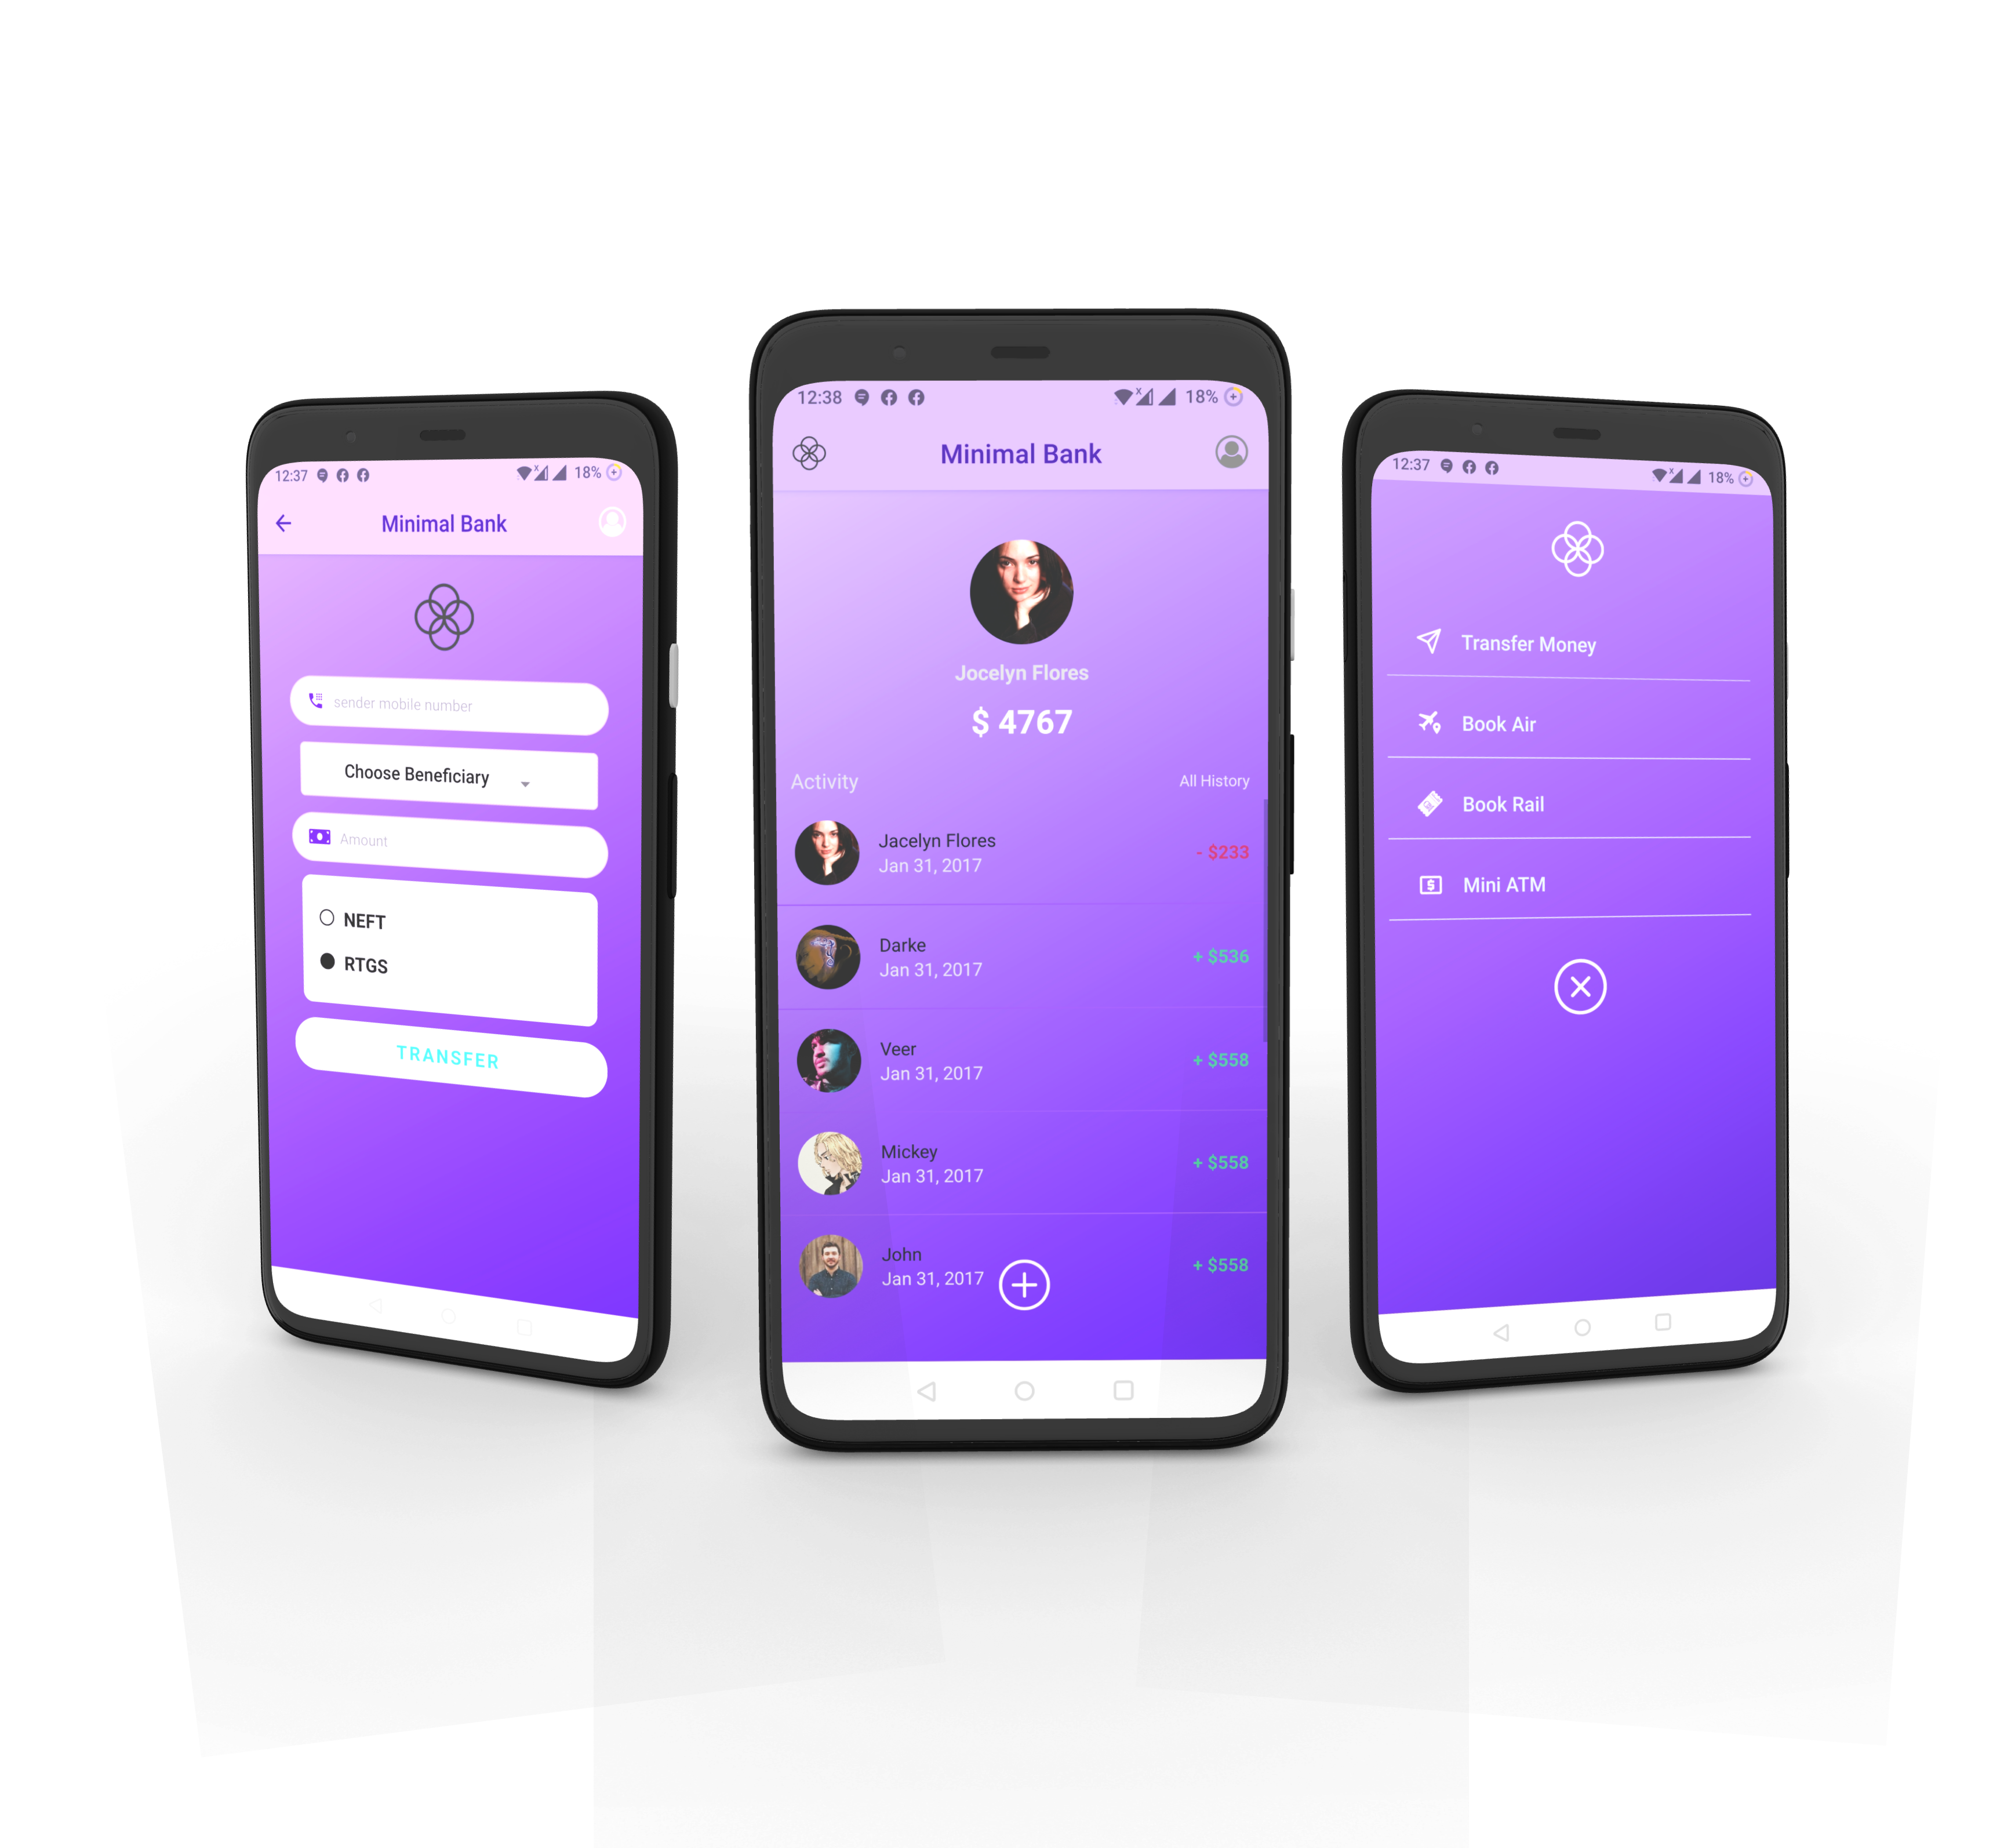 12:37
18%
Minimal Bank
sender mobile number
Choose Beneficiary
Amount
NEFT
RTGS
TRANSFER
12:38
18%
Minimal Bank
Jocelyn Flores
$ 4767
Activity
All History
Jacelyn Flores
Jan 31, 2017
- $233
Darke
Jan 31, 2017
+ $536
Veer
Jan 31, 2017
+ $558
Mickey
Jan 31, 2017
+ $558
John
Jan 31, 2017
+ $558
12:37
18%
Transfer Money
Book Air
Book Rail
Mini ATM